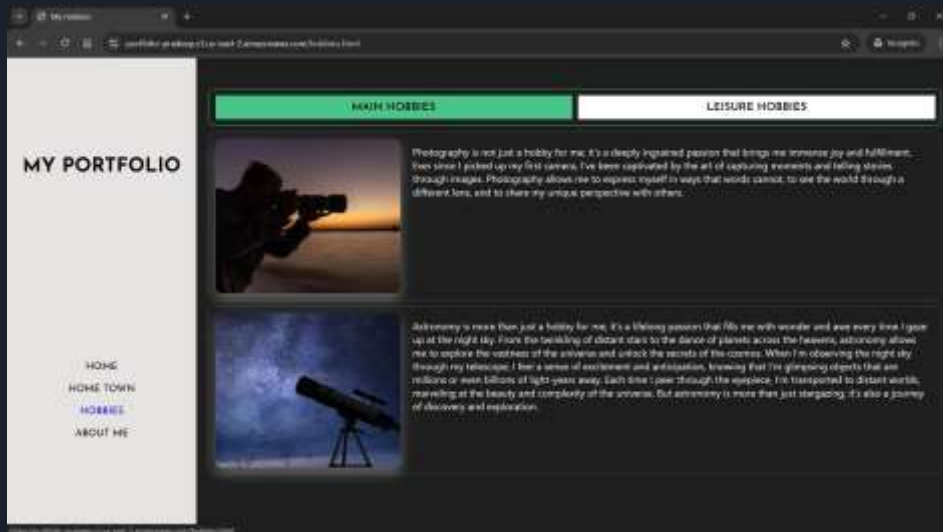 My Hobbies
Incognito
MY PORTFOLIO
HOME
HOME TOWN
HOBBIES
ABOUT ME
MAIN HOBBIES
LEISURE HOBBIES
Photography is not just a hobby for me; it's a deeply ingrained passion that brings me immense joy and fulfillment.
Ever since I picked up my first camera, I've been captivated by the art of capturing moments and telling stories
through images. Photography allows me to express myself in ways that words cannot, to see the world through a
different lens, and to share my unique perspective with others.
Astronomy is more than just a hobby for me; it's a lifelong passion that fills me with wonder and awe every time I gaze
up at the night sky. From the twinkling of distant stars to the dance of planets across the heavens, astronomy allows
me to explore the vastness of the universe and unlock the secrets of the cosmos. When I'm observing the night sky
through my telescope, I feel a sense of excitement and anticipation, knowing that I'm glimpsing objects that are
millions or even billions of light-years away. Each time I peer through the eyepiece, I'm transported to distant worlds,
marveling at the beauty and complexity of the universe. But astronomy is more than just stargazing; it's also a journey
of discovery and exploration.